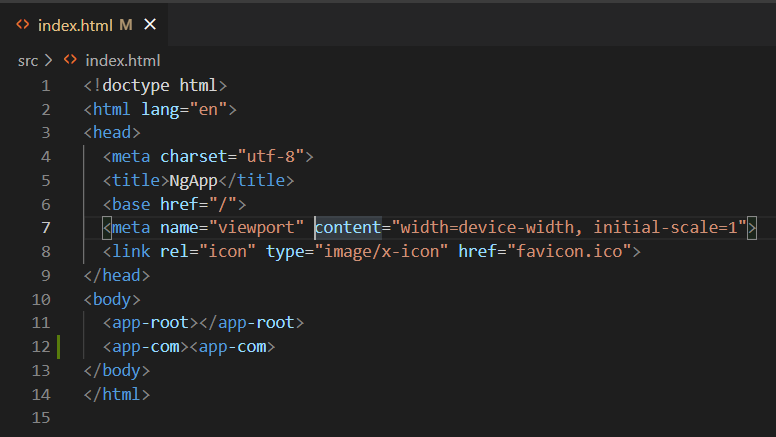 index.html M
src > index.html
1 <!doctype html>
2 <html lang="en">
3 <head>
4 <meta charset="utf-8">
5 <title>NgApp</title>
6 <base href="/">
7 <meta name="viewport" content="width=device-width, initial-scale=1">
8 <link rel="icon" type="image/x-icon" href="favicon.ico">
9 </head>
10 <body>
11 <app-root></app-root>
12 <app-com><app-com>
13 </body>
14 </html>
15